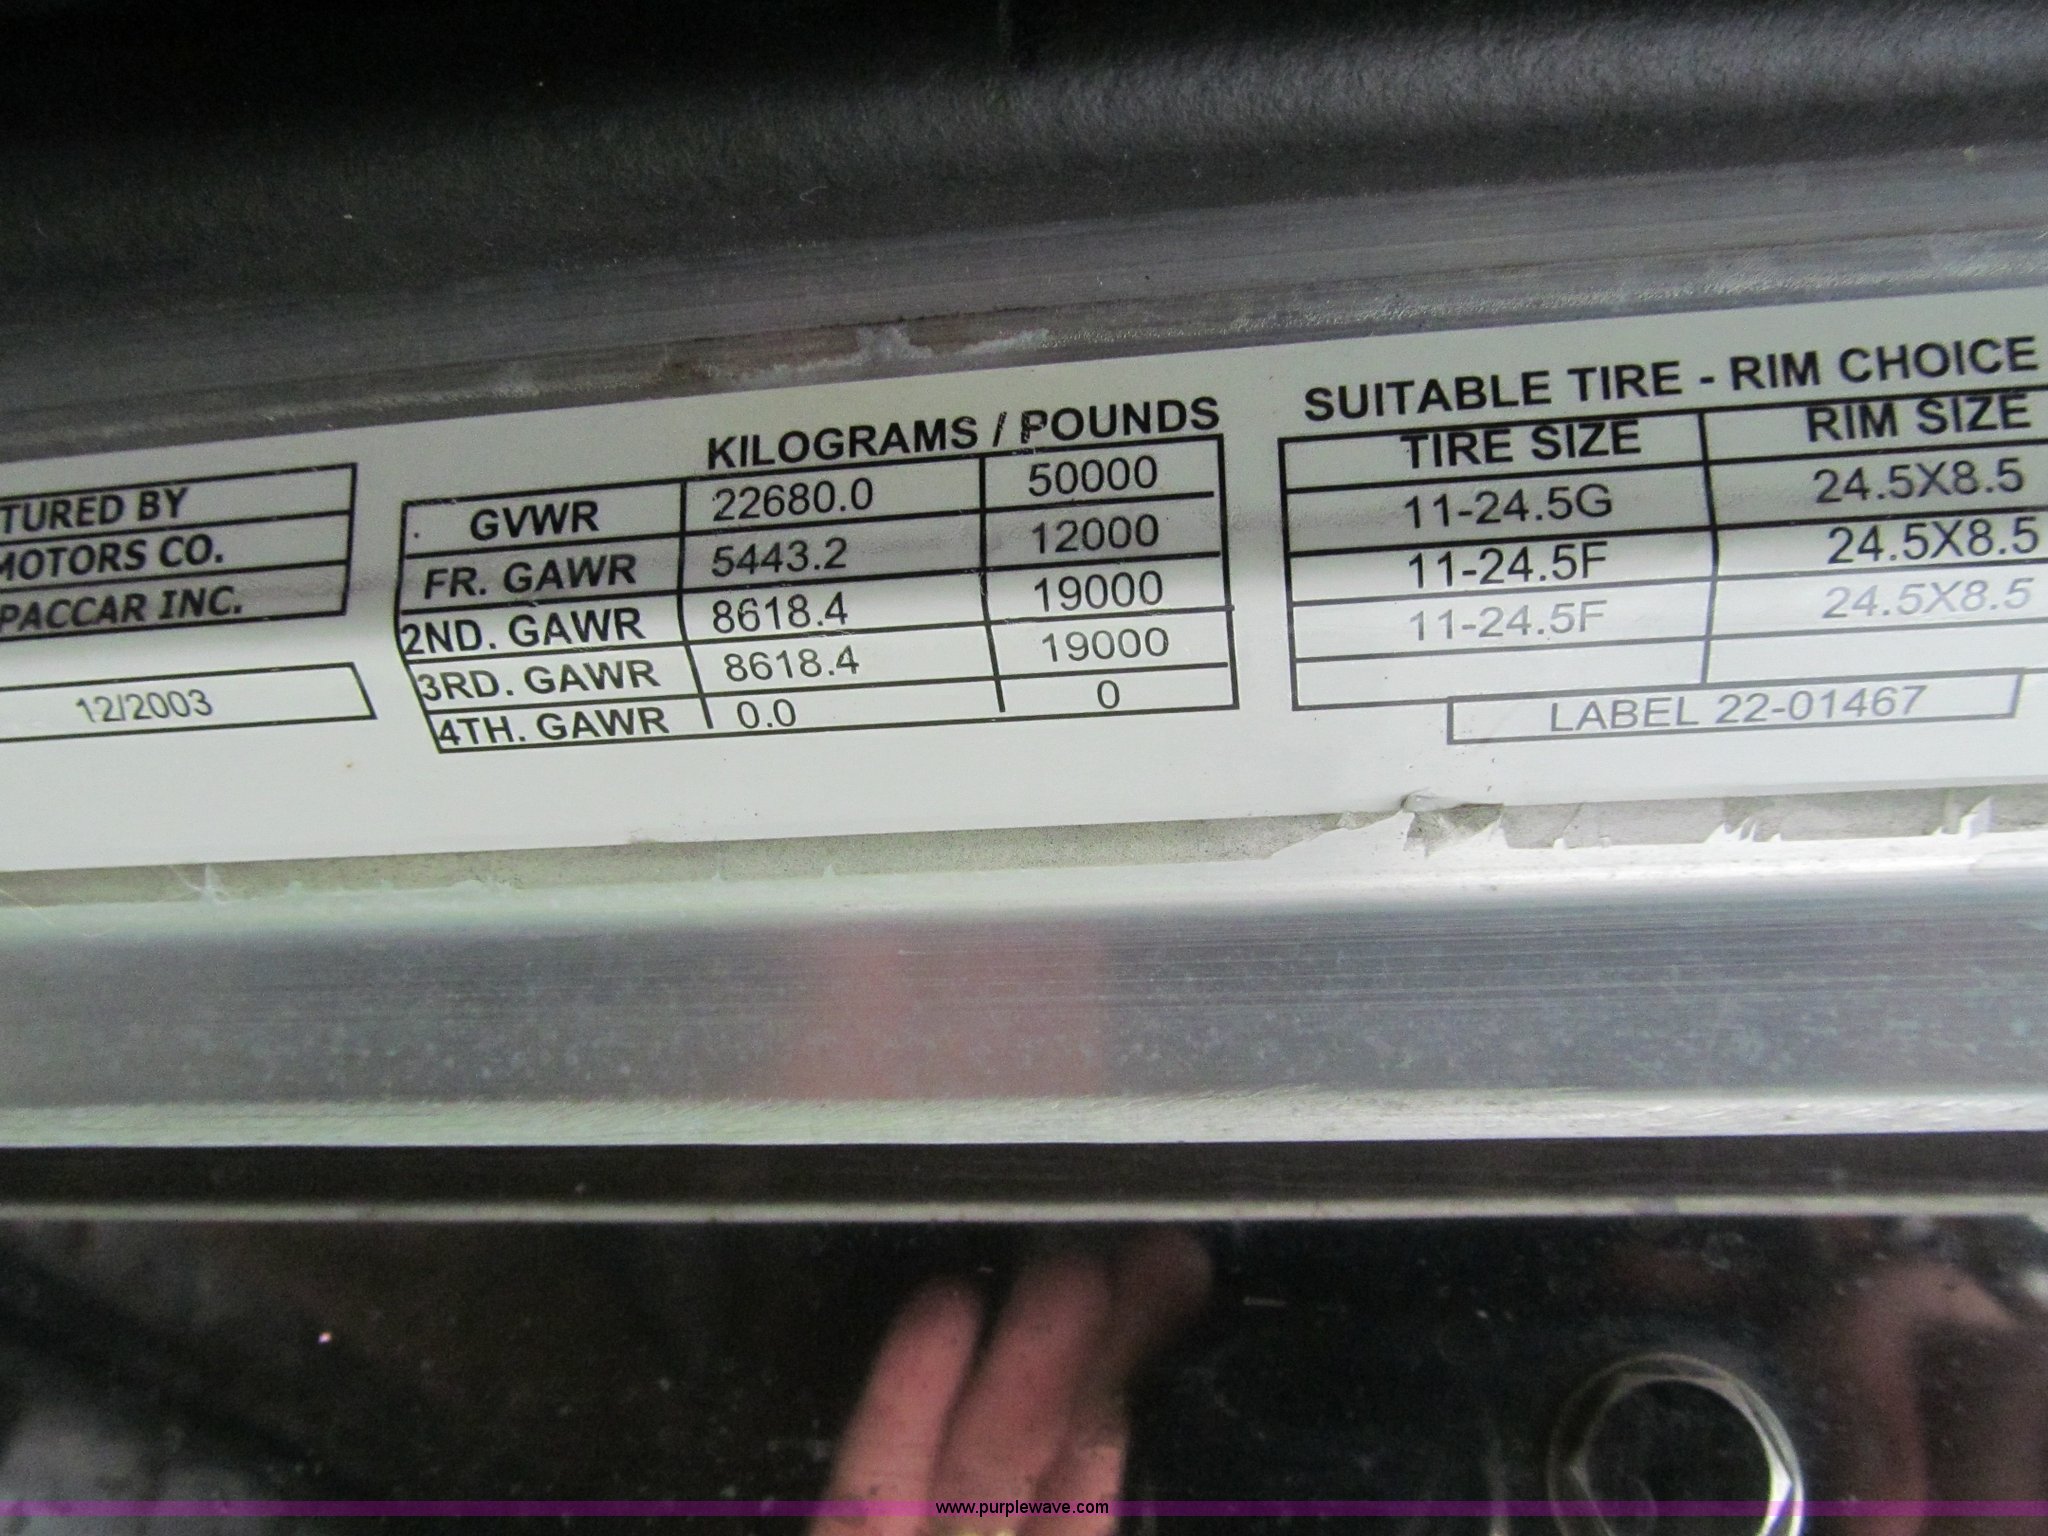 TURED BY
MOTORS CO.
PACCAR INC.
12/2003
KILOGRAMS / POUNDS
GVWR 22680.0 50000
FR. GAWR 5443.2 12000
2ND. GAWR 8618.4 19000
3RD. GAWR 8618.4 19000
4TH. GAWR 0.0 0
SUITABLE TIRE - RIM CHOICE
TIRE SIZE RIM SIZE
11-24.5G 24.5X8.5
11-24.5F 24.5X8.5
11-24.5F 24.5X8.5
LABEL 22-01467
www.purplewave.com